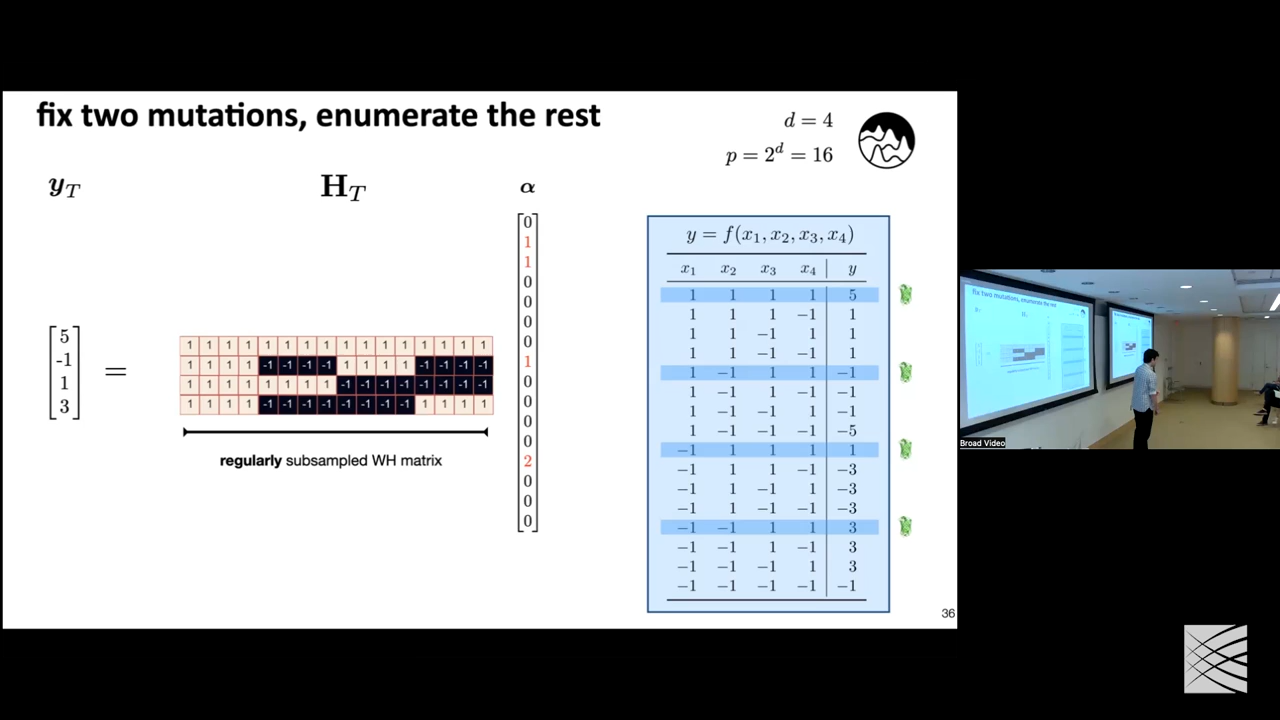 fix two mutations, enumerate the rest
d = 4
p = 2^d = 16
y_T
H_T
α
[5 -1 1 3]
=
1 1 1 1 1 1 1 1 1 1 1 1 1 1 1 1
1 1 1 1 -1 -1 -1 -1 1 1 1 1 -1 -1 -1 -1
1 1 1 1 1 1 1 1 -1 -1 -1 -1 -1 -1 -1 -1
1 1 1 1 -1 -1 -1 -1 -1 -1 -1 -1 1 1 1 1
regularly subsampled WH matrix
[0 1 1 0 0 0 0 1 0 0 0 0 2 0 0 0]
y = f(x₁, x₂, x₃, x₄)
x₁ x₂ x₃ x₄ | y
1 1 1 1 5
1 1 1 −1 1
1 1 −1 1 1
1 1 −1 −1 1
1 −1 1 1 −1
1 −1 1 −1 −1
1 −1 −1 1 −1
1 −1 −1 −1 −5
−1 1 1 1 1
−1 1 1 −1 −3
−1 1 −1 1 −3
−1 1 −1 −1 −3
−1 −1 1 1 3
−1 −1 1 −1 3
−1 −1 −1 1 3
−1 −1 −1 −1 −1
36
Broad Video